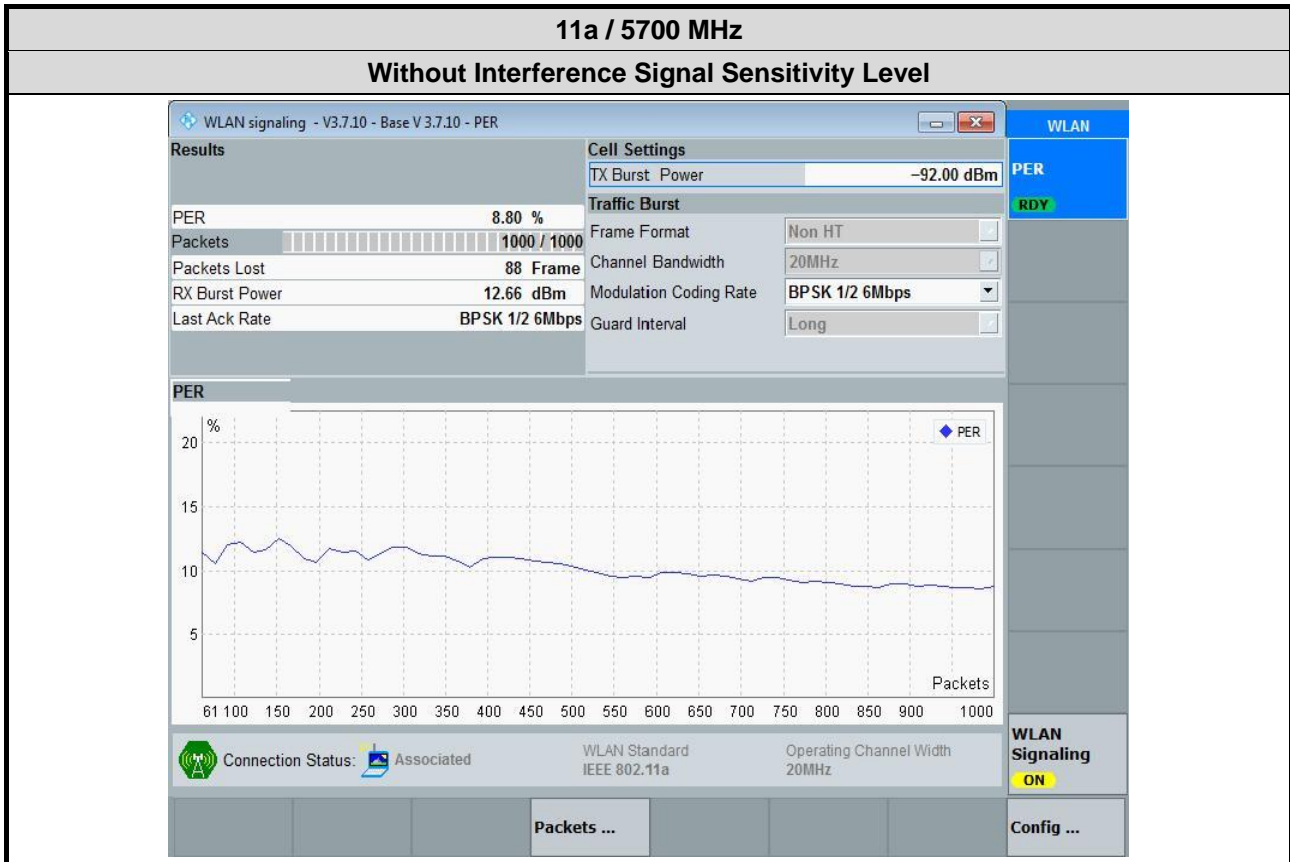 11a / 5700 MHz
Without Interference Signal Sensitivity Level
WLAN signaling - V3.7.10 - Base V 3.7.10 - PER
WLAN
Results
Cell Settings
TX Burst Power −92.00 dBm
PER
RDY
Traffic Burst
PER 8.80 %
Frame Format Non HT
Packets 1000 / 1000
Channel Bandwidth 20MHz
Packets Lost 88 Frame
RX Burst Power 12.66 dBm
Modulation Coding Rate BPSK 1/2 6Mbps
Last Ack Rate BPSK 1/2 6Mbps
Guard Interval Long
PER
%
PER
20
15
10
5
Packets
61 100 150 200 250 300 350 400 450 500 550 600 650 700 750 800 850 900 1000
Connection Status: Associated
WLAN Standard
IEEE 802.11a
Operating Channel Width
20MHz
WLAN
Signaling
ON
Packets ...
Config ...